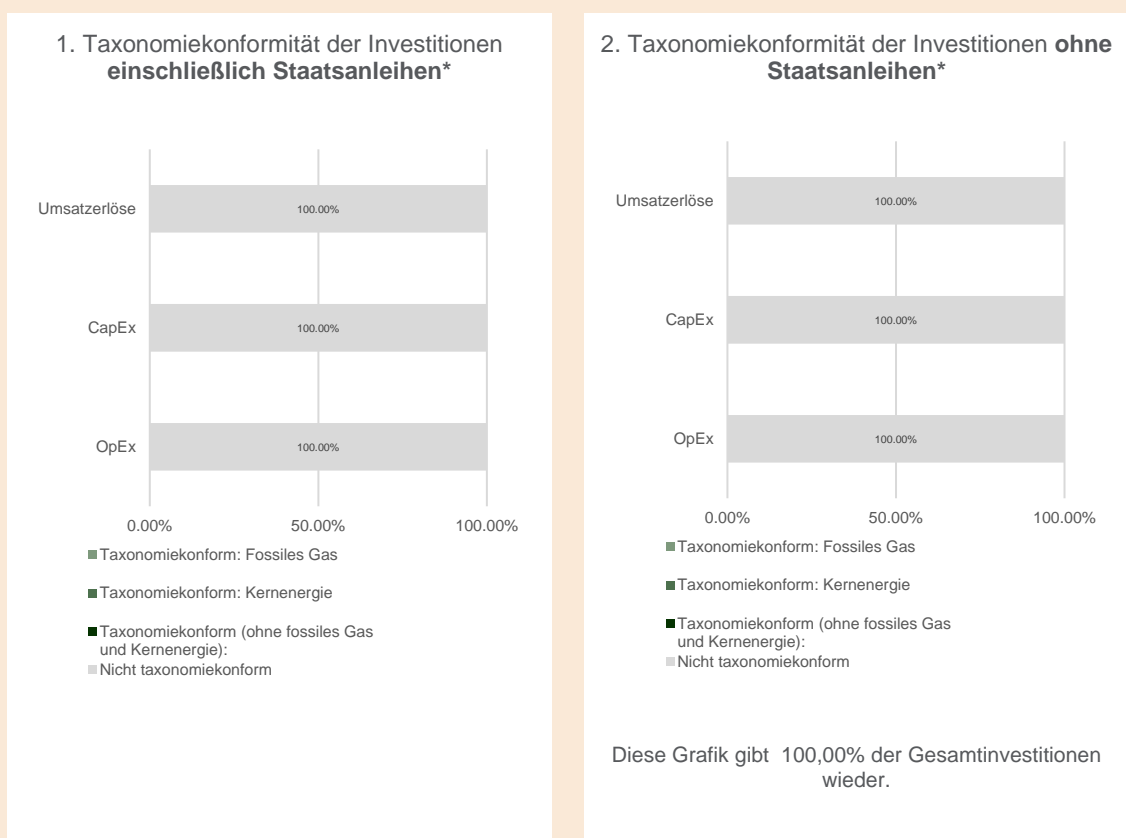 1. Taxonomiekonformität der Investitionen
einschließlich Staatsanleihen*
Umsatzerlöse
100.00%
CapEx
100.00%
OpEx
100.00%
0.00%
50.00%
100.00%
Taxonomiekonform: Fossiles Gas
Taxonomiekonform: Kernenergie
Taxonomiekonform (ohne fossiles Gas
und Kernenergie):
Nicht taxonomiekonform
2. Taxonomiekonformität der Investitionen ohne
Staatsanleihen*
Umsatzerlöse
100.00%
CapEx
100.00%
OpEx
100.00%
0.00%
50.00%
100.00%
Taxonomiekonform: Fossiles Gas
Taxonomiekonform: Kernenergie
Taxonomiekonform (ohne fossiles Gas
und Kernenergie):
Nicht taxonomiekonform
Diese Grafik gibt 100,00% der Gesamtinvestitionen
wieder.